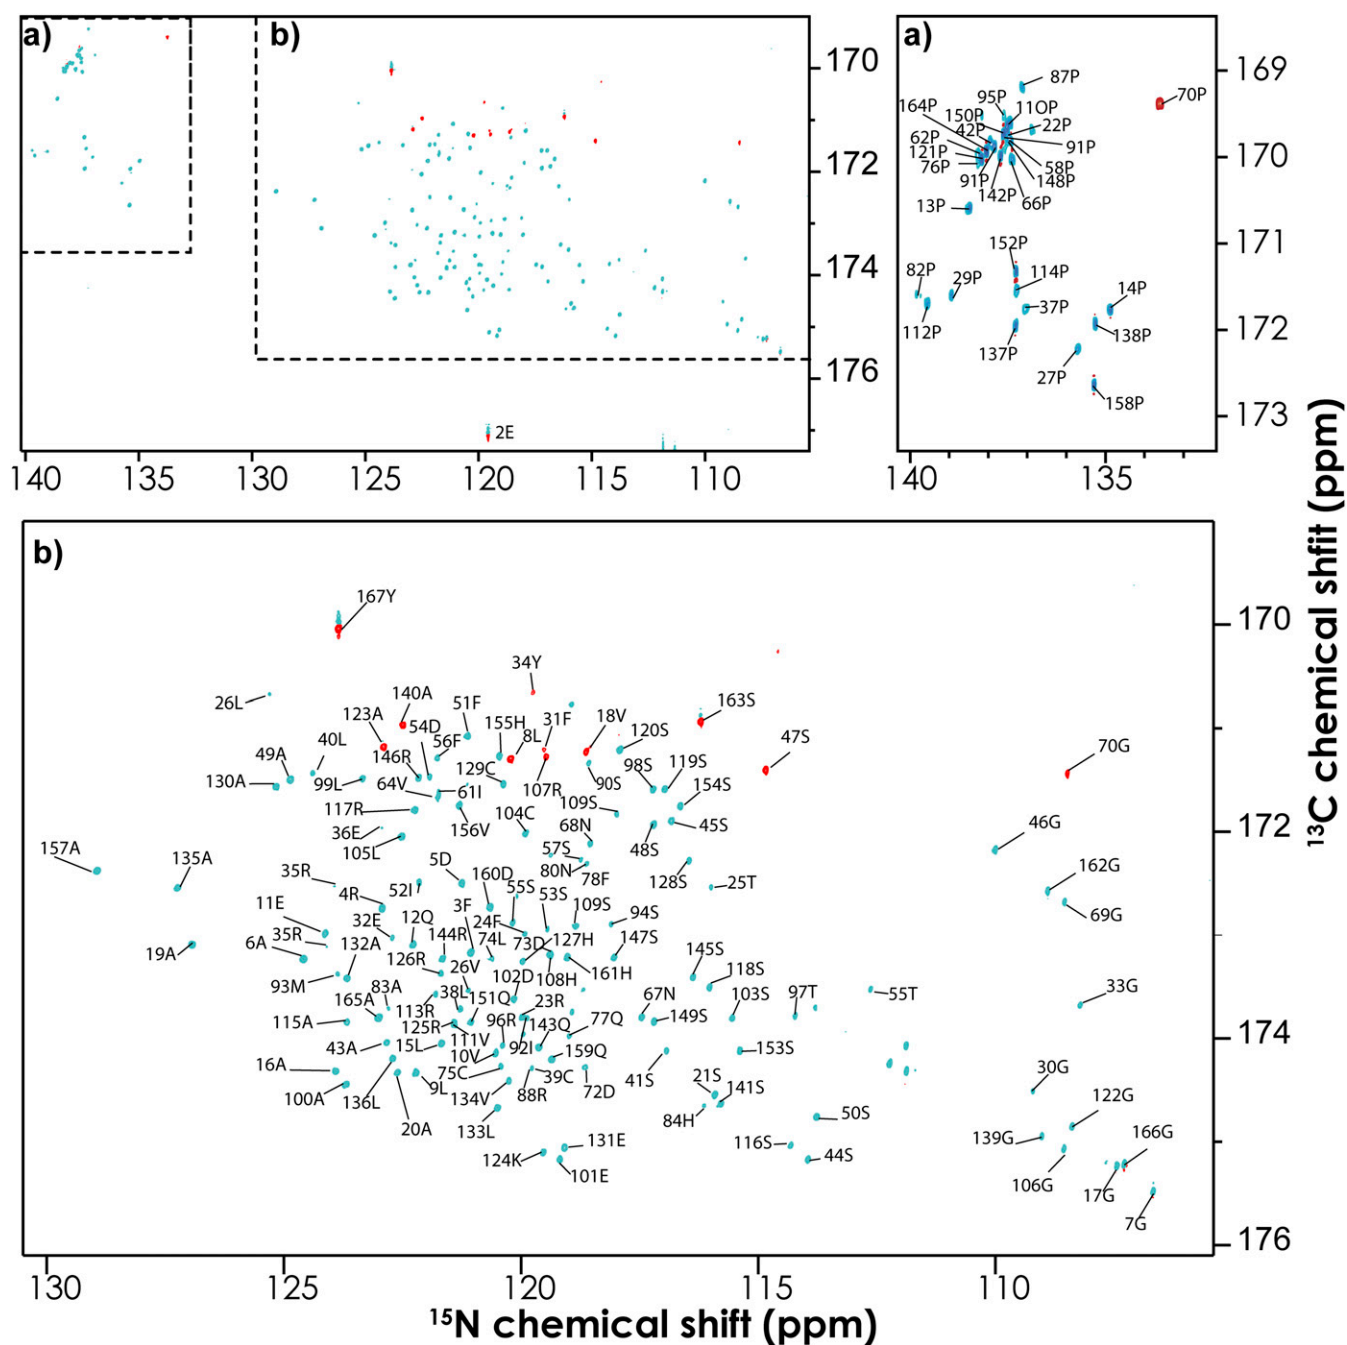 a)
b)
170
172
174
176
2E
140
135
130
125
120
115
110
a)
169
170
171
172
173
87P
70P
95P
11OP
164P
150P
22P
42P
62P
91P
121P
58P
76P
91P
148P
142P
66P
13P
152P
114P
82P
29P
14P
37P
112P
138P
137P
27P
158P
140
135
13C chemical shfit (ppm)
b)
170
172
174
176
167Y
34Y
26L
140A
51F
163S
123A
31F
18V
54D
155H
8L
120S
47S
70G
40L
56F
49A
146R
129C
98S
119S
130A
99L
107R
90S
64V
61I
154S
109S
117R
104C
156V
68N
45S
46G
36E
105L
57S
48S
157A
135A
80N
5D
78F
128S
162G
35R
160D
25T
4R
52I
55S
53S
11E
3F
109S
69G
32E
12Q
24F
94S
35R
144R
74L
73D
127H
6A
132A
147S
19A
126R
26V
145S
102D
108H
161H
93M
83A
118S
38L
67N
103S
97T
55T
33G
165A
151Q
23R
113R
96R
77Q
115A
125R
143Q
149S
111V
43A
15L
10V
92I
159Q
153S
16A
75C
39C
41S
21S
30G
9L
88R
72D
141S
100A
134V
122G
136L
84H
50S
20A
133L
131E
116S
139G
166G
124K
44S
101E
106G
17G
7G
130
125
120
115
110
15N chemical shift (ppm)